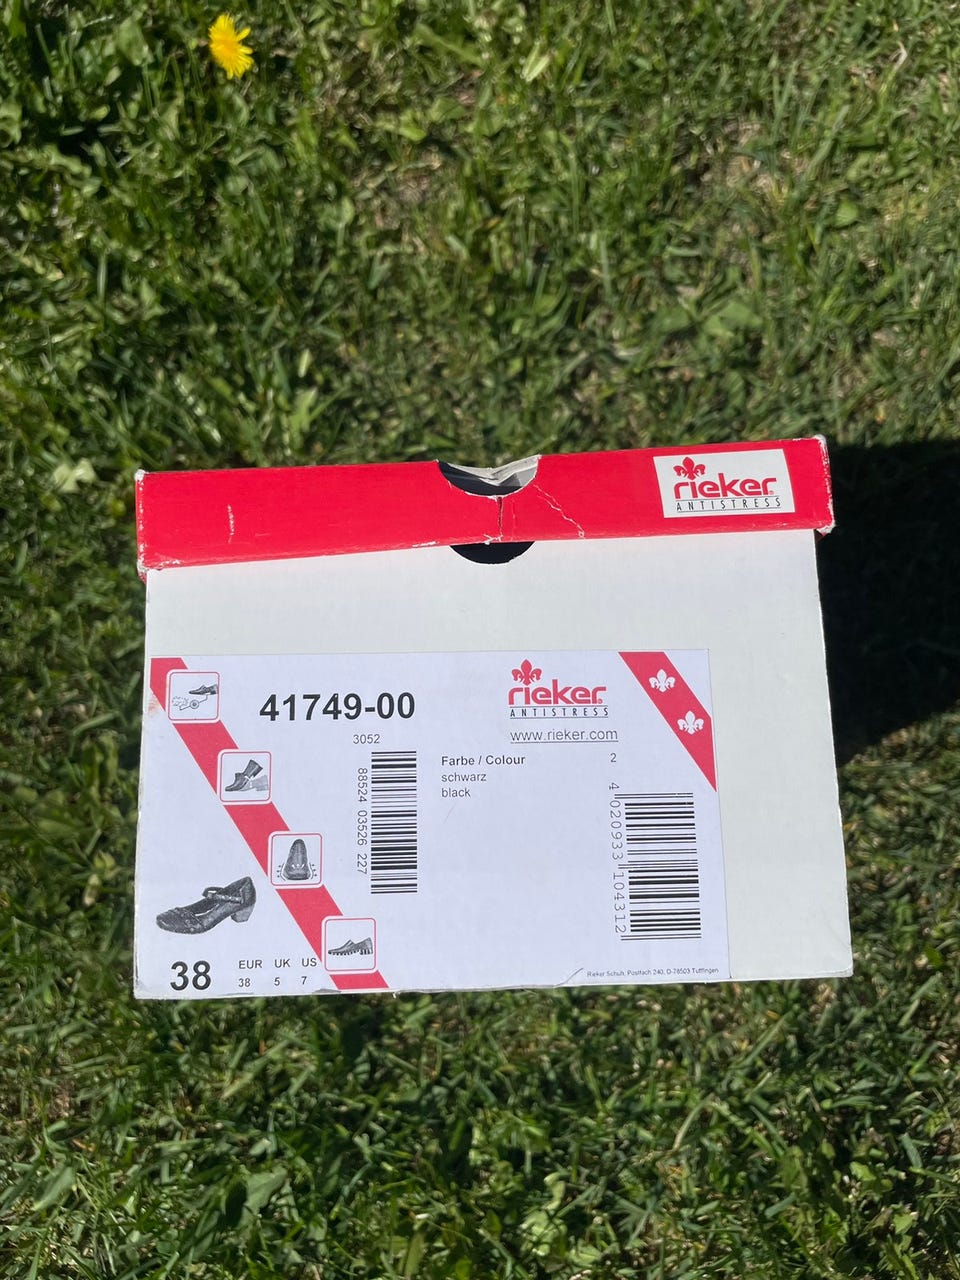 rieker
ANTISTRESS
41749-00
3052
88524 03526 227
rieker
ANTISTRESS
www.rieker.com
Farbe / Colour
schwarz
black
2
4 020933 104312
38
EUR UK US
38 5 7
Rieker Schuh, Postfach 240, D-78503 Tuttlingen